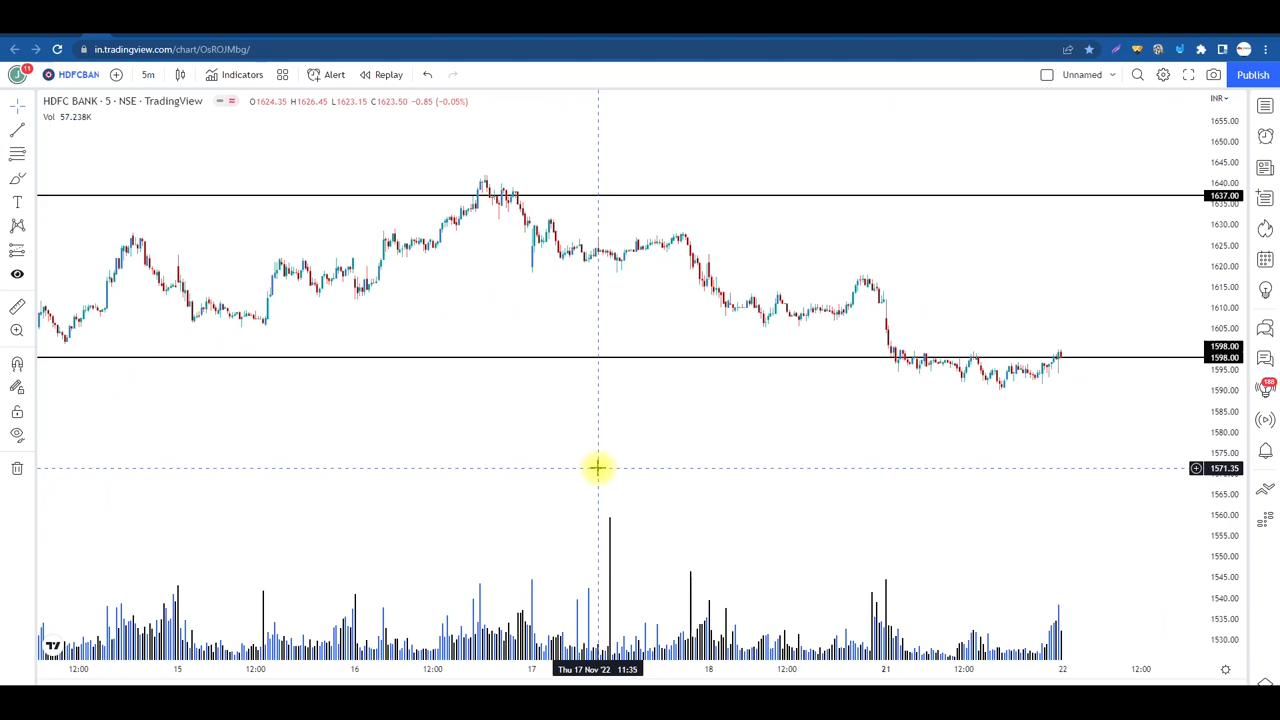 in.tradingview.com/chart/OsROJMbg/
11
HDFCBAN
5m
Indicators
Alert
Replay
Unnamed
Publish
HDFC BANK · 5 · NSE · TradingView
O1624.35 H1626.45 L1623.15 C1623.50 -0.85 (-0.05%)
INR
Vol 57.238K
1655.00
1650.00
1645.00
1640.00
1637.00
1635.00
1630.00
1625.00
1620.00
1615.00
1610.00
1605.00
1598.00
1598.00
1595.00
1590.00
188
1585.00
1580.00
1575.00
1571.35
1565.00
1560.00
1555.00
1550.00
1545.00
1540.00
1535.00
1530.00
12:00 15 12:00 16 12:00 17 Thu 17 Nov '22 11:35 18 12:00 21 12:00 22 12:00